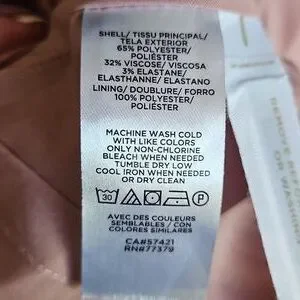 SHELL/ TISSU PRINCIPAL/
TELA EXTERIOR
65% POLYESTER/
POLIÉSTER
32% VISCOSE/ VISCOSA
3% ELASTANE/
ELASTHANNE/ ELASTANO
LINING/ DOUBLURE/ FORRO
100% POLYESTER/
POLIÉSTER
MACHINE WASH COLD
WITH LIKE COLORS
ONLY NON-CHLORINE
BLEACH WHEN NEEDED
TUMBLE DRY LOW
COOL IRON WHEN NEEDED
OR DRY CLEAN
30 P
AVEC DES COULEURS
SEMBLABLES / CON
COLORES SIMILARES
CA#57421
RN#77379